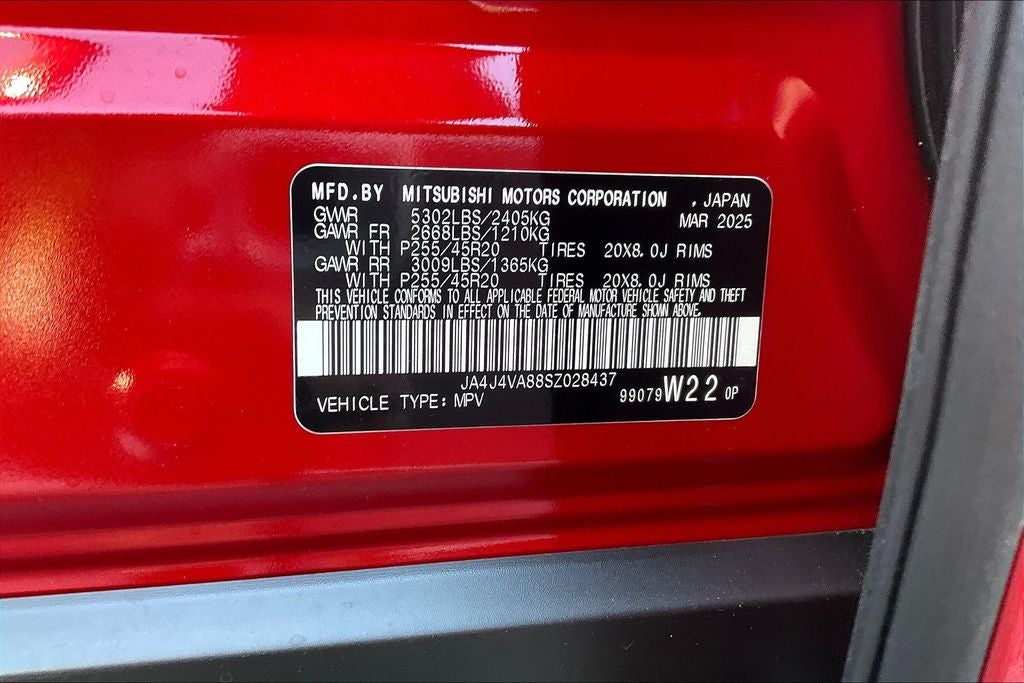 MFD.BY MITSUBISHI MOTORS CORPORATION , JAPAN
GVWR 5302LBS/2405KG MAR 2025
GAWR FR 2668LBS/1210KG
WITH P255/45R20 TIRES 20X8.0J RIMS
GAWR RR 3009LBS/1365KG
WITH P255/45R20 TIRES 20X8.0J RIMS
THIS VEHICLE CONFORMS TO ALL APPLICABLE FEDERAL MOTOR VEHICLE SAFETY AND THEFT
PREVENTION STANDARDS IN EFFECT ON THE DATE OF MANUFACTURE SHOWN ABOVE.
JA4J4VA88SZ028437
VEHICLE TYPE: MPV 99079W22 0P